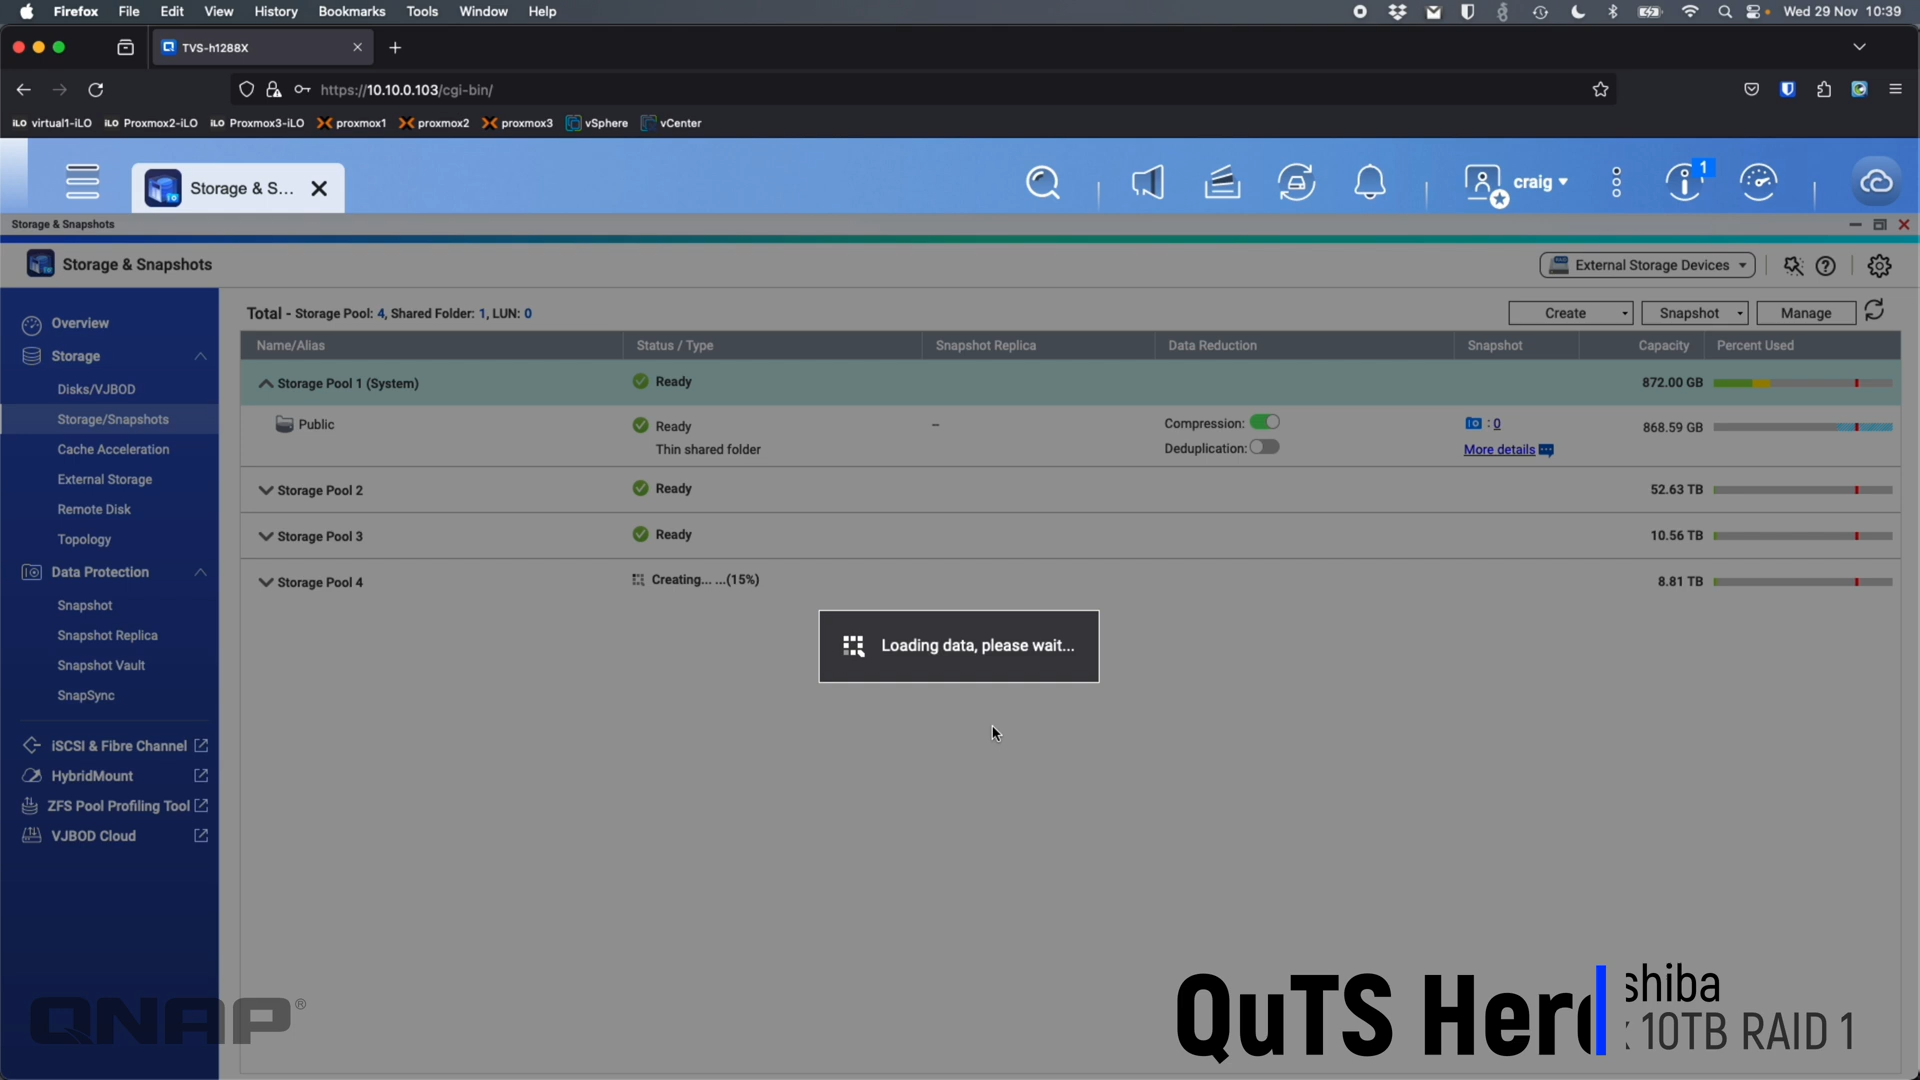 Firefox File Edit View History Bookmarks Tools Window Help
Wed 29 Nov 10:39
TVS-h1288X
https://10.10.0.103/cgi-bin/
iLO virtual1-iLO iLO Proxmox2-iLO iLO Proxmox3-iLO proxmox1 proxmox2 proxmox3 vSphere vCenter
Storage & S...
craig
1
Storage & Snapshots
Storage & Snapshots
External Storage Devices
Overview
Storage
Disks/VJBOD
Storage/Snapshots
Cache Acceleration
External Storage
Remote Disk
Topology
Data Protection
Snapshot
Snapshot Replica
Snapshot Vault
SnapSync
iSCSI & Fibre Channel
HybridMount
ZFS Pool Profiling Tool
VJBOD Cloud
Total - Storage Pool: 4, Shared Folder: 1, LUN: 0
Create Snapshot Manage
Name/Alias Status / Type Snapshot Replica Data Reduction Snapshot Capacity Percent Used
Storage Pool 1 (System) Ready 872.00 GB
Public Ready – Compression: : 0 868.59 GB
Thin shared folder Deduplication: More details
Storage Pool 2 Ready 52.63 TB
Storage Pool 3 Ready 10.56 TB
Storage Pool 4 Creating... ...(15%) 8.81 TB
Loading data, please wait...
QNAP®
QuTS Hero
shiba
10TB RAID 1